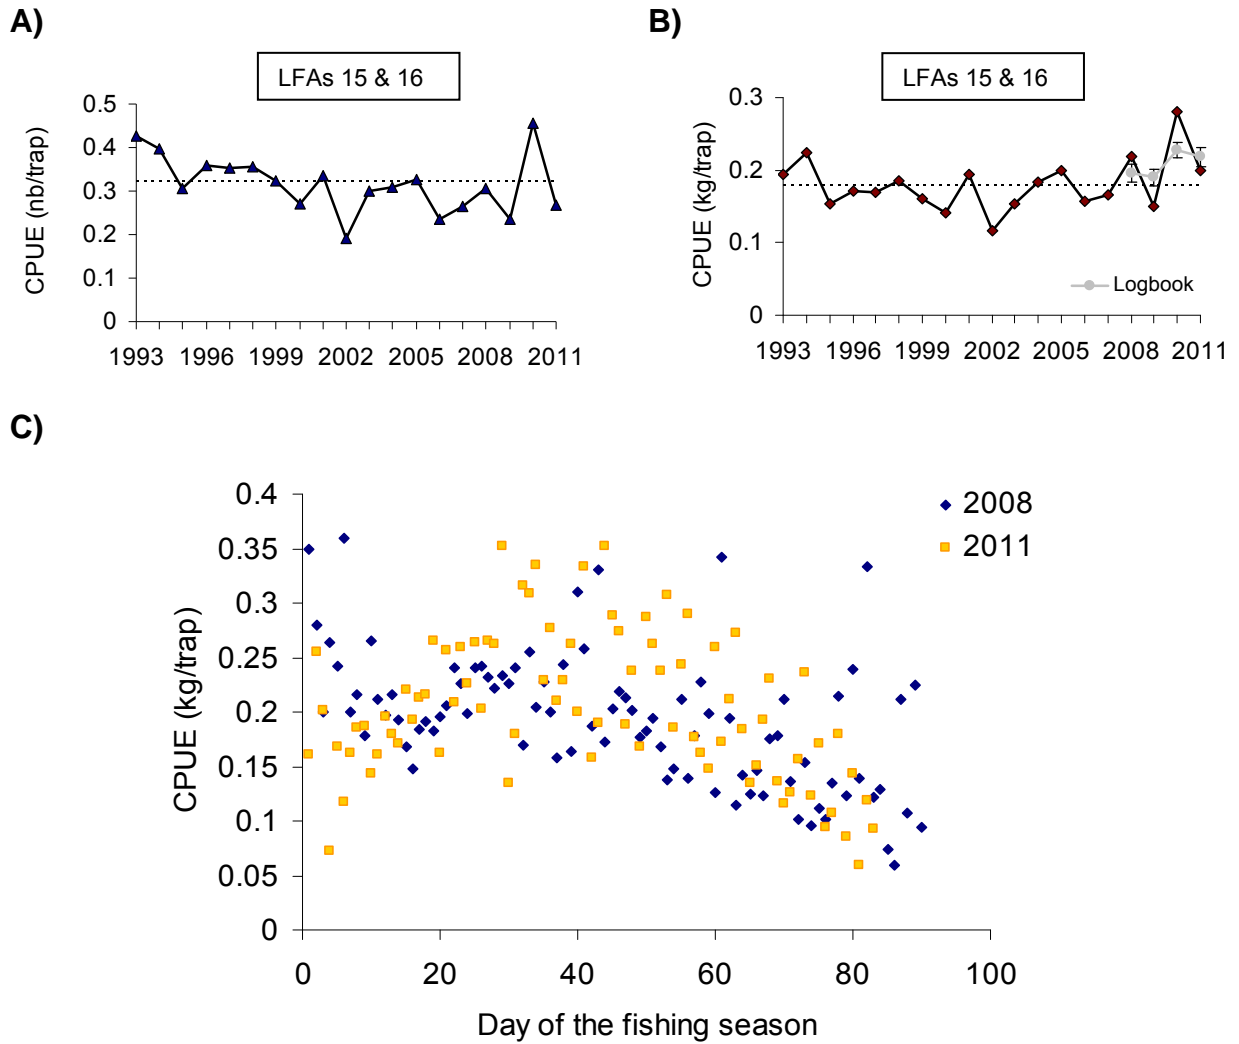 A)
LFAs 15 & 16
CPUE (nb/trap)
0.5
0.4
0.3
0.2
0.1
0
1993 1996 1999 2002 2005 2008 2011
B)
LFAs 15 & 16
CPUE (kg/trap)
0.3
0.2
0.1
0
Logbook
1993 1996 1999 2002 2005 2008 2011
C)
CPUE (kg/trap)
0.4
0.35
0.3
0.25
0.2
0.15
0.1
0.05
0
2008
2011
0 20 40 60 80 100
Day of the fishing season